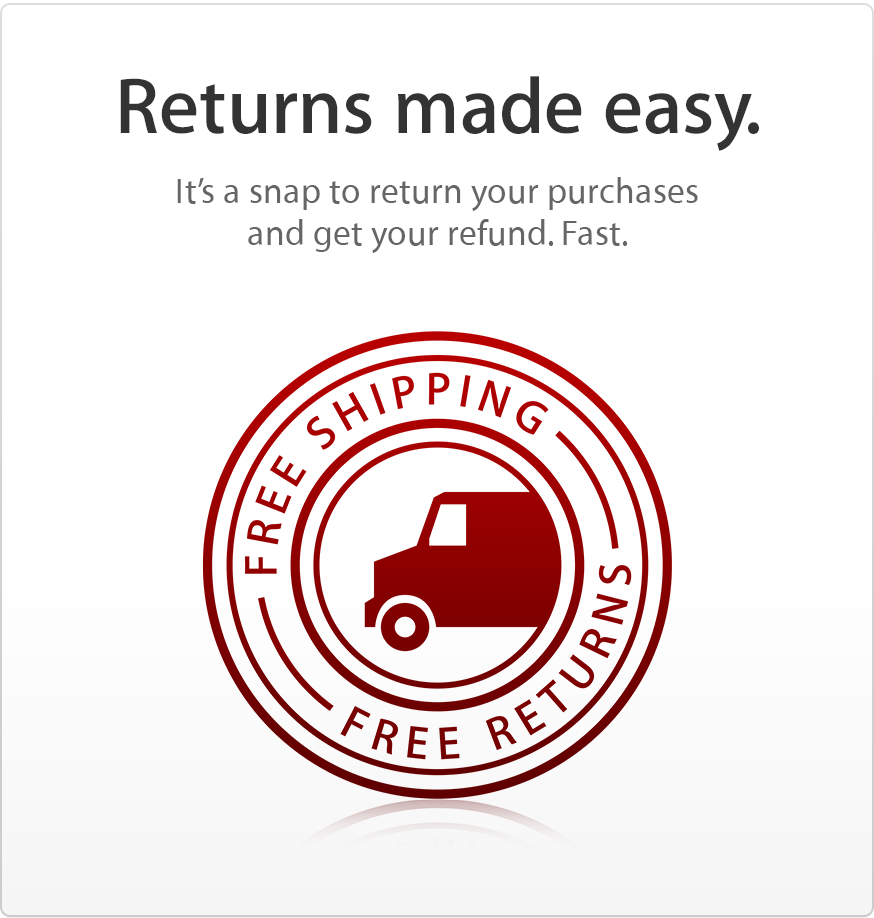 Returns made easy.
It’s a snap to return your purchases
and get your refund. Fast.
FREE SHIPPING
FREE RETURNS